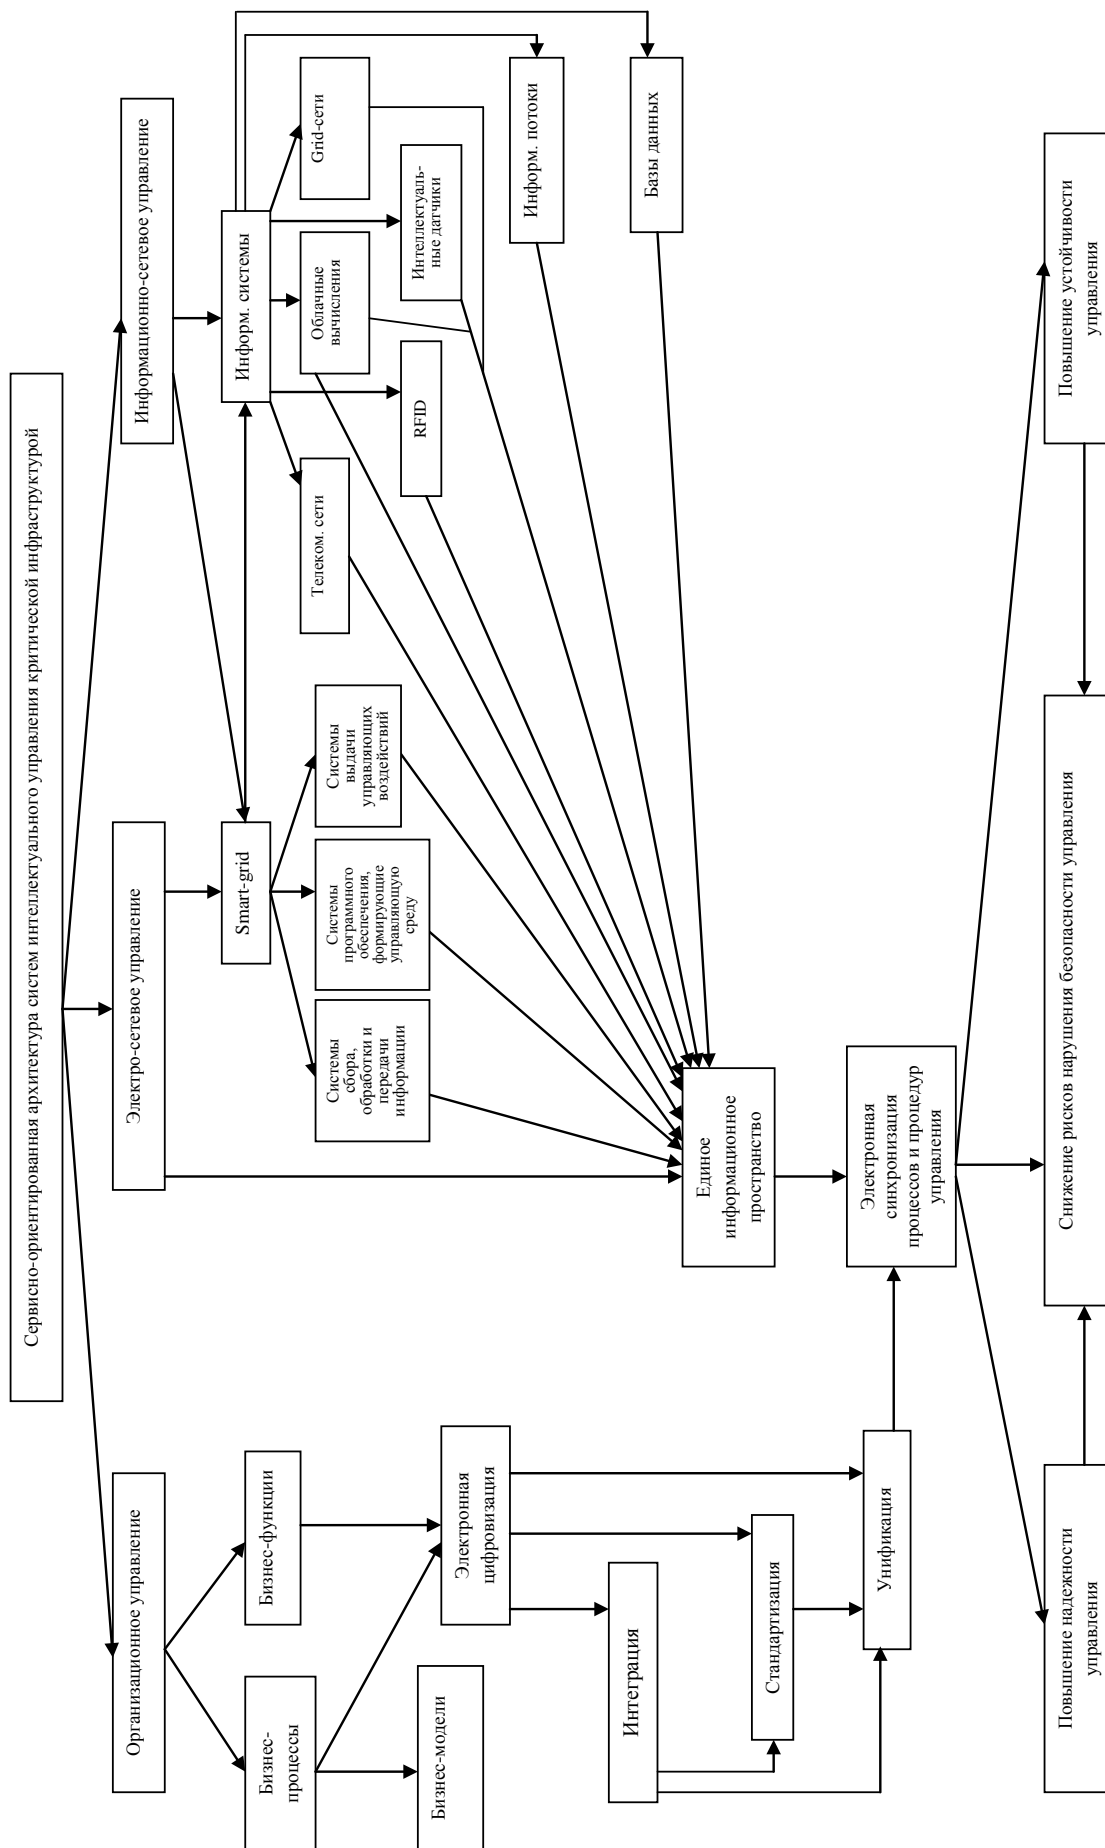 Сервисно-ориентированная архитектура систем интеллектуального управления критической инфраструктурой
Организационное управление
Электро-сетевое управление
Информационно-сетевое управление
Бизнес-
процессы
Бизнес-функции
Smart-grid
Информ. системы
Бизнес-модели
Электронная
цифровизация
Системы
сбора,
обработки и
передачи
информации
Системы
программного
обеспечения,
формирующие
управляющую
среду
Системы
выдачи
управляющих
воздействий
Телеком. сети
Облачные
вычисления
Grid-сети
RFID
Интеллектуаль-
ные датчики
Информ. потоки
Базы данных
Интеграция
Стандартизация
Унификация
Единое
информационное
пространство
Электронная
синхронизация
процессов и процедур
управления
Повышение надежности
управления
Снижение рисков нарушения безопасности управления
Повышение устойчивости
управления